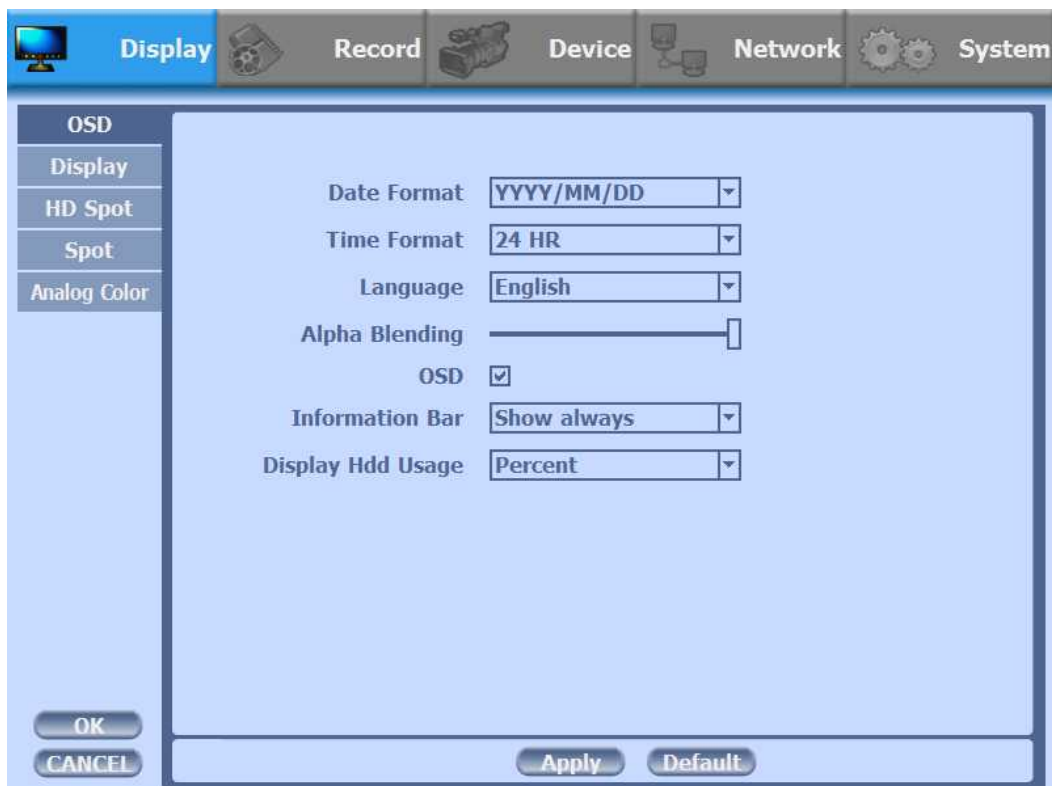 Display Record Device Network System
OSD
Display
HD Spot
Spot
Analog Color
Date Format YYYY/MM/DD
Time Format 24 HR
Language English
Alpha Blending
OSD
Information Bar Show always
Display Hdd Usage Percent
OK
CANCEL
Apply Default